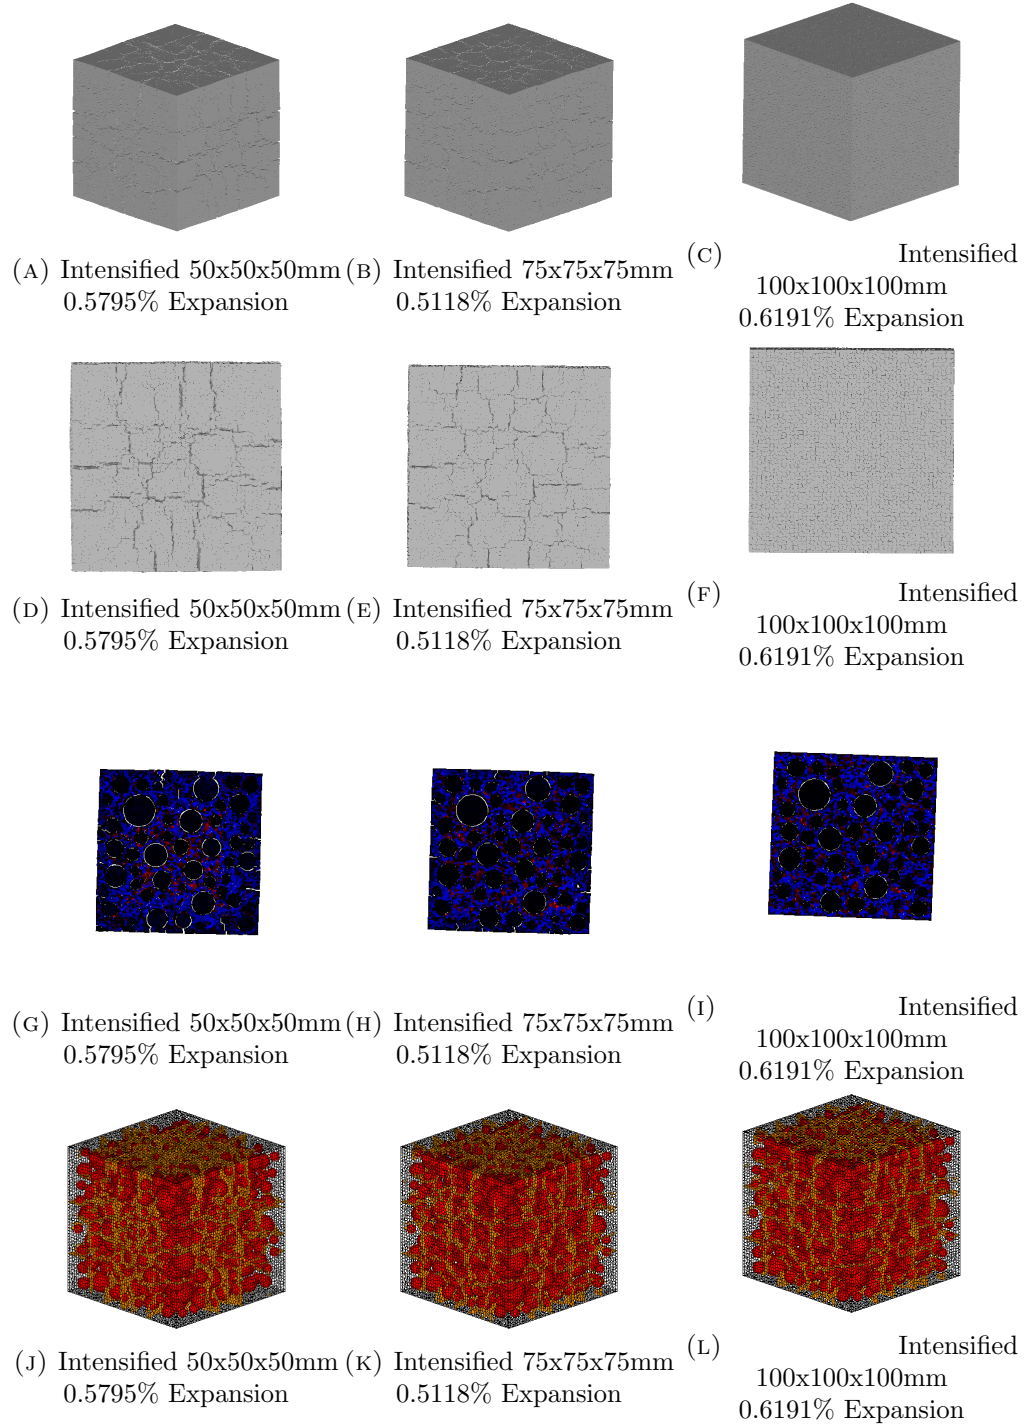 (A) Intensified 50x50x50mm
0.5795% Expansion
(B) Intensified 75x75x75mm
0.5118% Expansion
(C) Intensified
100x100x100mm
0.6191% Expansion
(D) Intensified 50x50x50mm
0.5795% Expansion
(E) Intensified 75x75x75mm
0.5118% Expansion
(F) Intensified
100x100x100mm
0.6191% Expansion
(G) Intensified 50x50x50mm
0.5795% Expansion
(H) Intensified 75x75x75mm
0.5118% Expansion
(I) Intensified
100x100x100mm
0.6191% Expansion
(J) Intensified 50x50x50mm
0.5795% Expansion
(K) Intensified 75x75x75mm
0.5118% Expansion
(L) Intensified
100x100x100mm
0.6191% Expansion